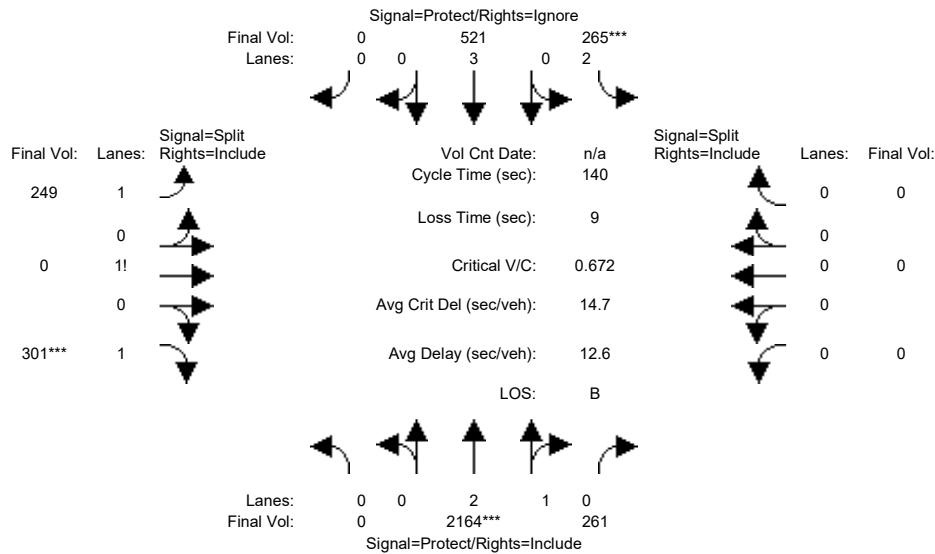 Signal=Protect/Rights=Ignore
Final Vol: 0 521 265***
Lanes: 0 0 3 0 2
Signal=Split
Final Vol: Lanes: Rights=Include
Vol Cnt Date: n/a
Signal=Split
Rights=Include Lanes: Final Vol:
Cycle Time (sec): 140
249 1
0 0
Loss Time (sec): 9
0
0
0 1!
Critical V/C: 0.672
0 0
0
Avg Crit Del (sec/veh): 14.7
0
301*** 1
Avg Delay (sec/veh): 12.6
0 0
LOS: B
Lanes: 0 0 2 1 0
Final Vol: 0 2164*** 261
Signal=Protect/Rights=Include